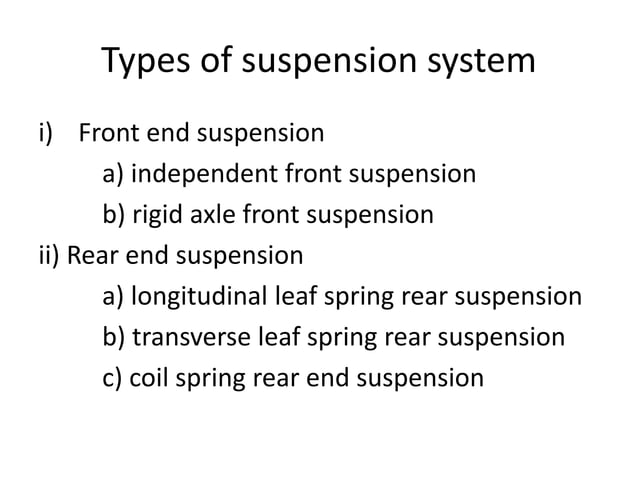 Types of suspension system
i) Front end suspension
a) independent front suspension
b) rigid axle front suspension
ii) Rear end suspension
a) longitudinal leaf spring rear suspension
b) transverse leaf spring rear suspension
c) coil spring rear end suspension